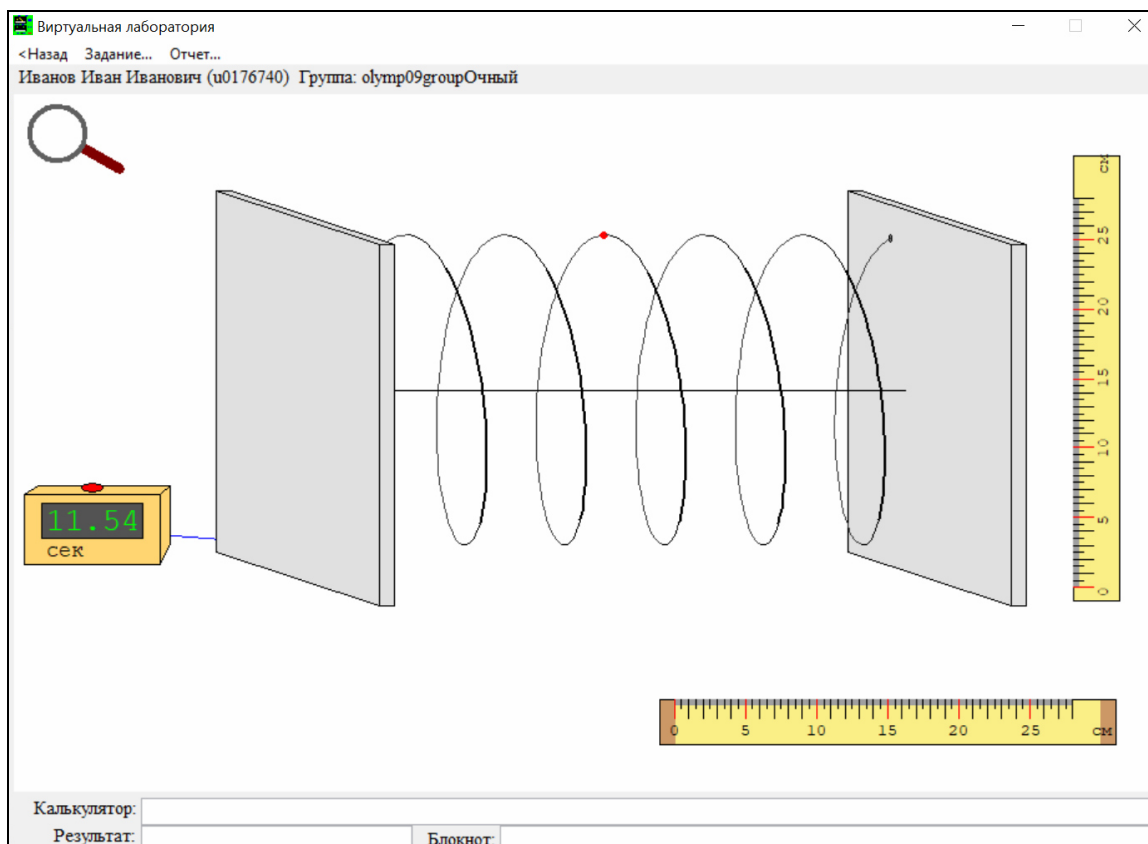 Виртуальная лаборатория
<Назад Задание... Отчет...
Иванов Иван Иванович (u0176740) Группа: olymp09groupОчный
см
25
20
15
10
5
0
11.54
сек
0 5 10 15 20 25 см
Калькулятор:
Результат: Блокнот: